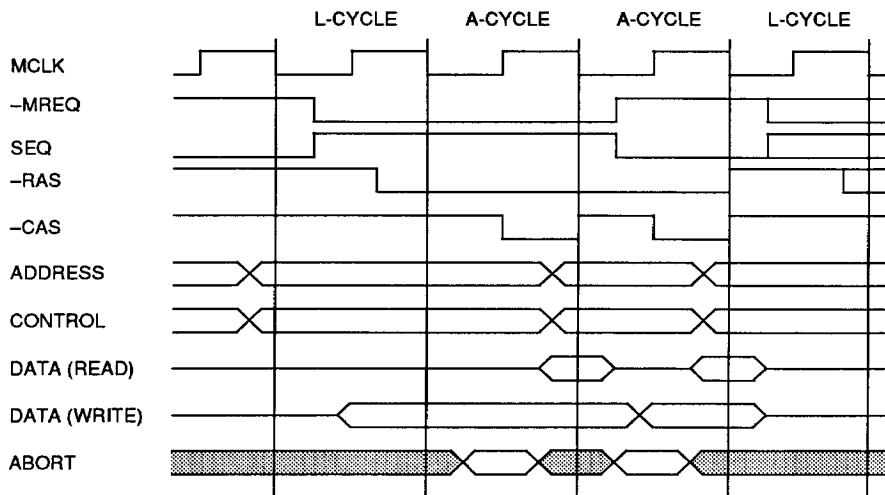 L-CYCLE A-CYCLE A-CYCLE L-CYCLE
MCLK
–MREQ
SEQ
–RAS
–CAS
ADDRESS
CONTROL
DATA (READ)
DATA (WRITE)
ABORT